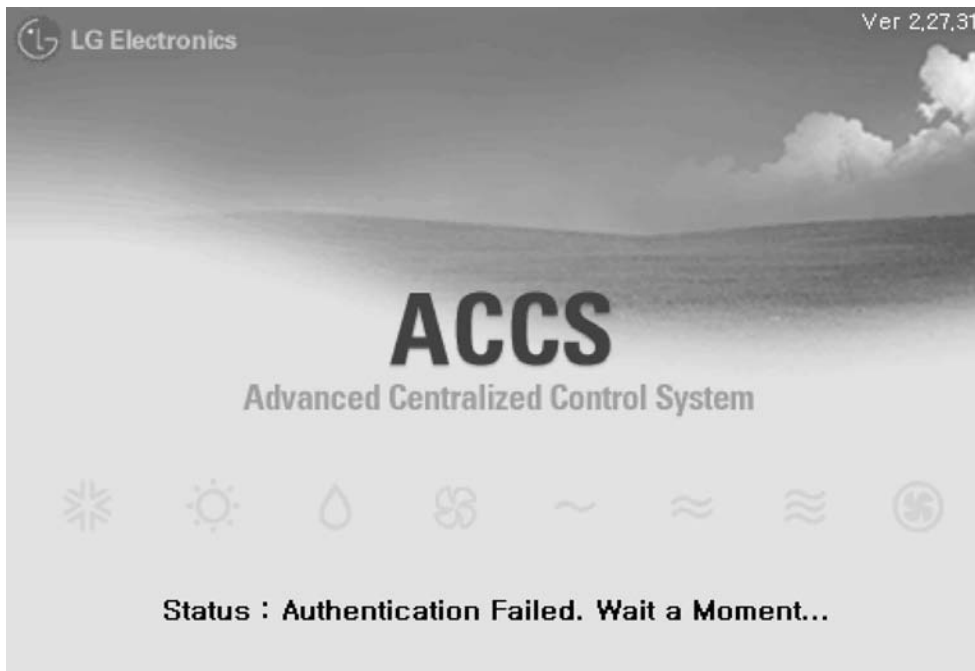 LG Electronics
Ver 2,27,31
ACCS
Advanced Centralized Control System
Status : Authentication Failed. Wait a Moment...